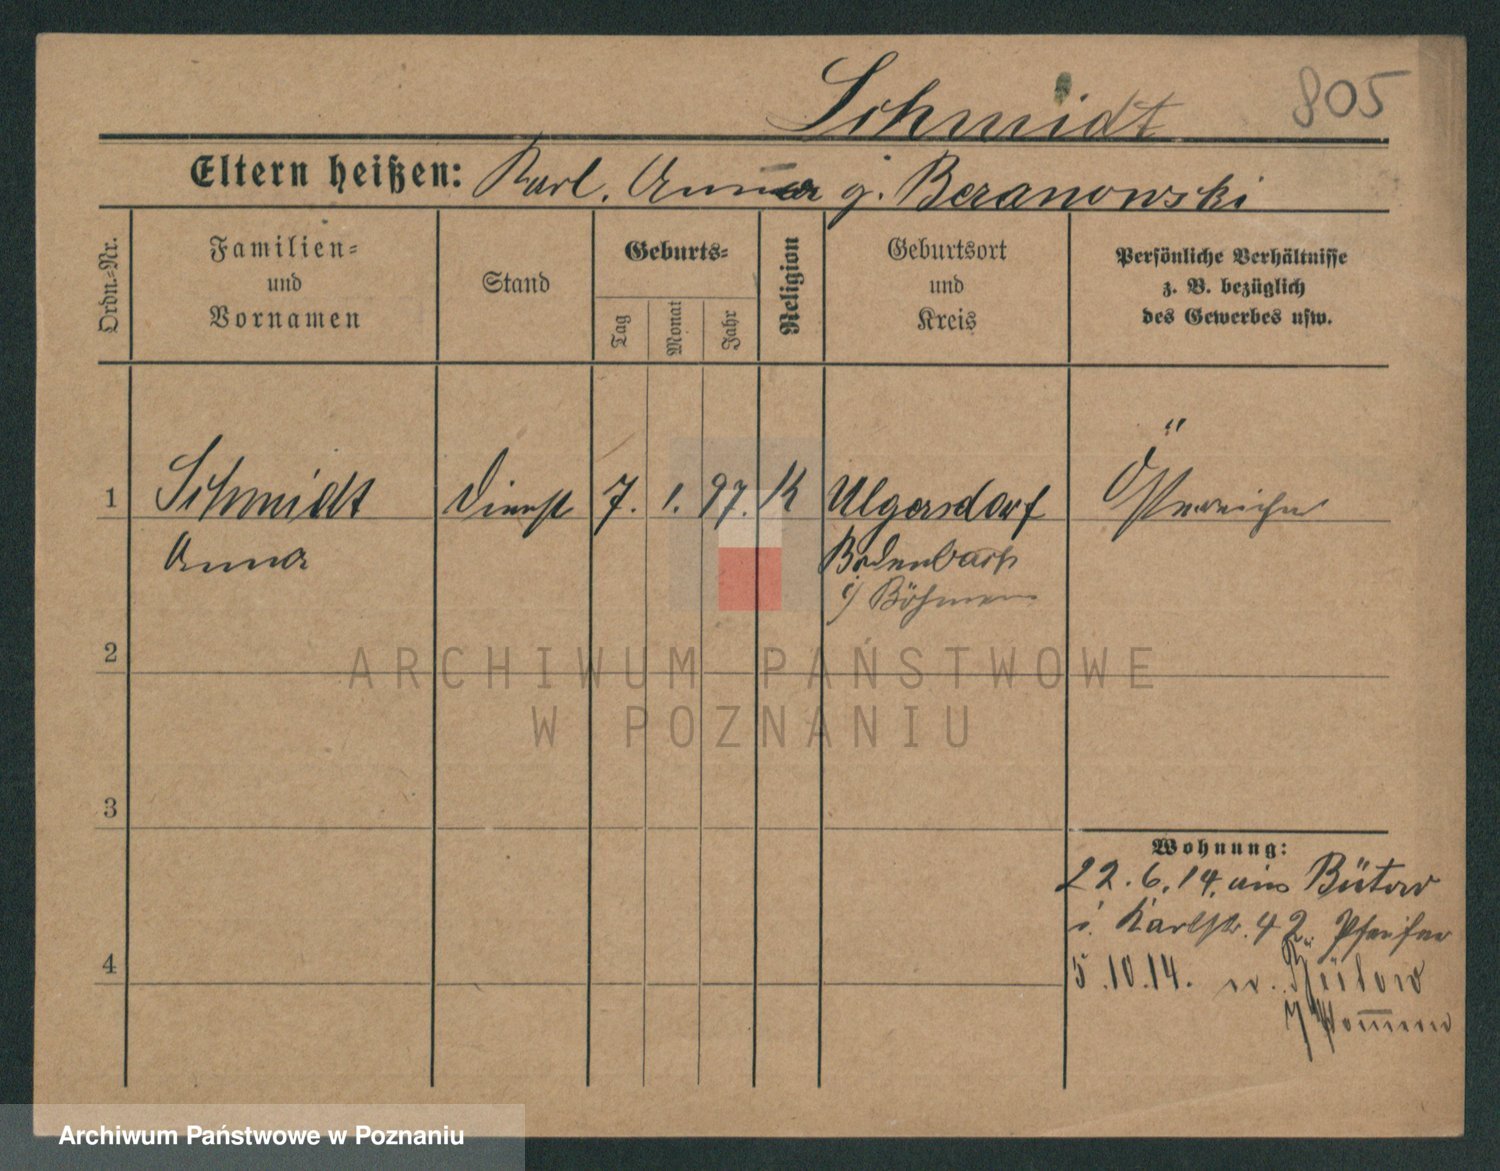 Schmidt 805
Eltern heißen: Karl. Anna g. Beranowski
Ordn.=Nr.
Familien=
und
Vornamen
Stand
Geburts=
Tag
Monat
Jahr
Religion
Geburtsort
und
Kreis
Persönliche Verhältnisse
z. B. bezüglich
des Gewerbes usw.
1 Schmidt Dienst 7. 1. 97. K Ulgersdorf
Anna Bodenbach
i/ Böhmen
2
3
4
Wohnung:
22.6.14. aus Bütow
i. Karlstr. 42. Pfeifer
5.10.14. n. Bütow
i/ Pommern
ARCHIWUM PAŃSTWOWE
W POZNANIU
Archiwum Państwowe w Poznaniu